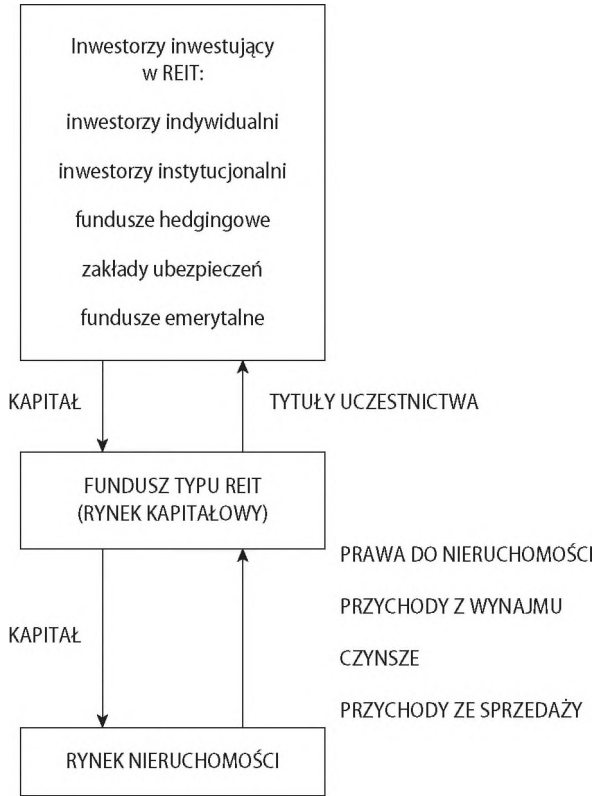 Inwestorzy inwestujący
w REIT:
inwestorzy indywidualni
inwestorzy instytucjonalni
fundusze hedgingowe
zakłady ubezpieczeń
fundusze emerytalne
KAPITAŁ
TYTUŁY UCZESTNICTWA
FUNDUSZ TYPU REIT
(RYNEK KAPITAŁOWY)
KAPITAŁ
PRAWA DO NIERUCHOMOŚCI
PRZYCHODY Z WYNAJMU
CZYNSZE
PRZYCHODY ZE SPRZEDAŻY
RYNEK NIERUCHOMOŚCI